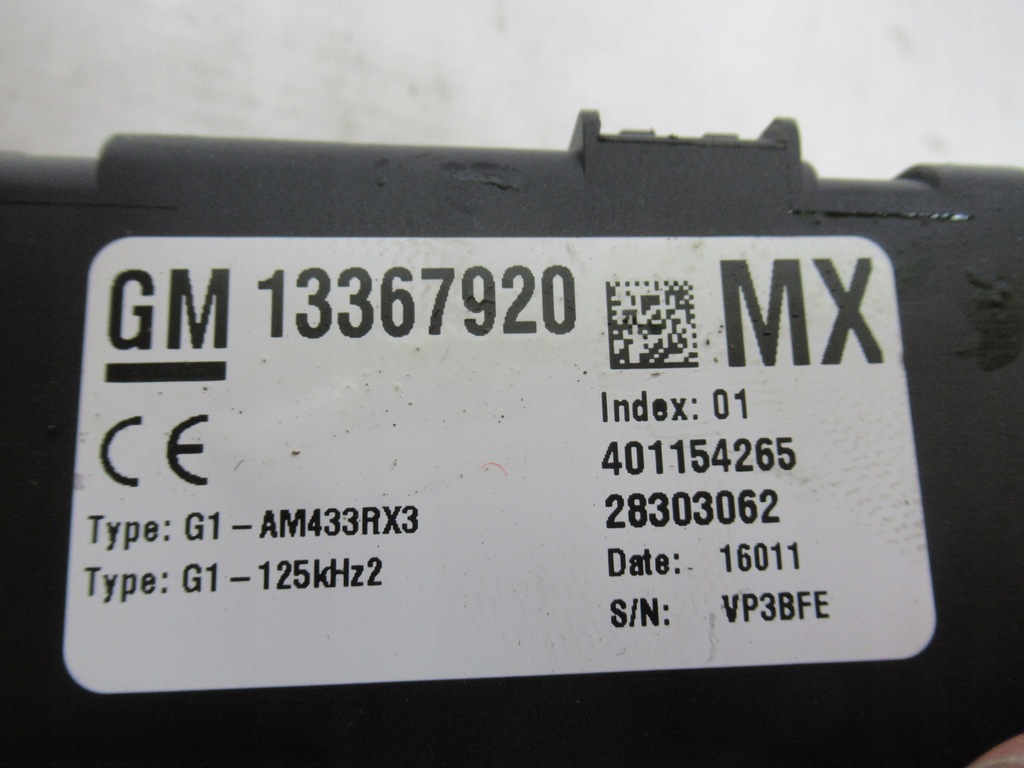 GM 13367920 MX
CE
Type: G1-AM433RX3
Type: G1-125kHz2
Index: 01
401154265
28303062
Date: 16011
S/N: VP3BFE